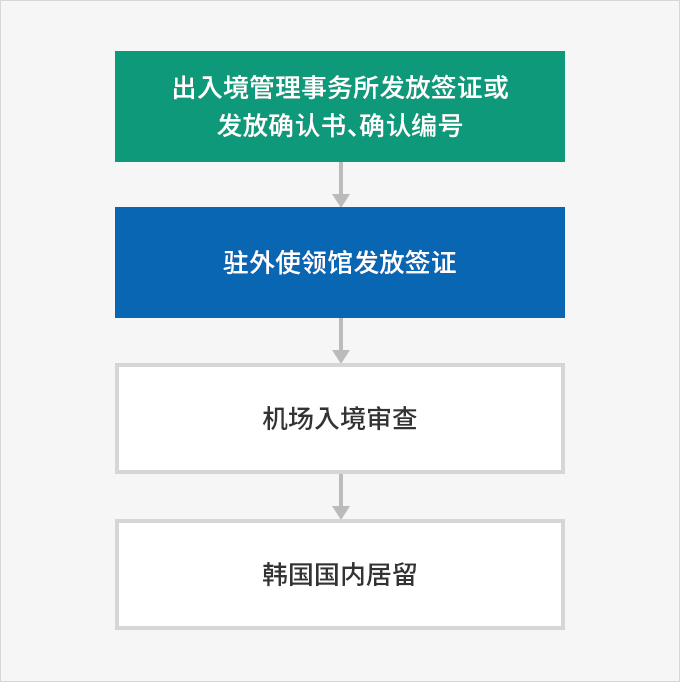 出入境管理事务所发放签证或
发放确认书、确认编号
驻外使领馆发放签证
机场入境审查
韩国国内居留